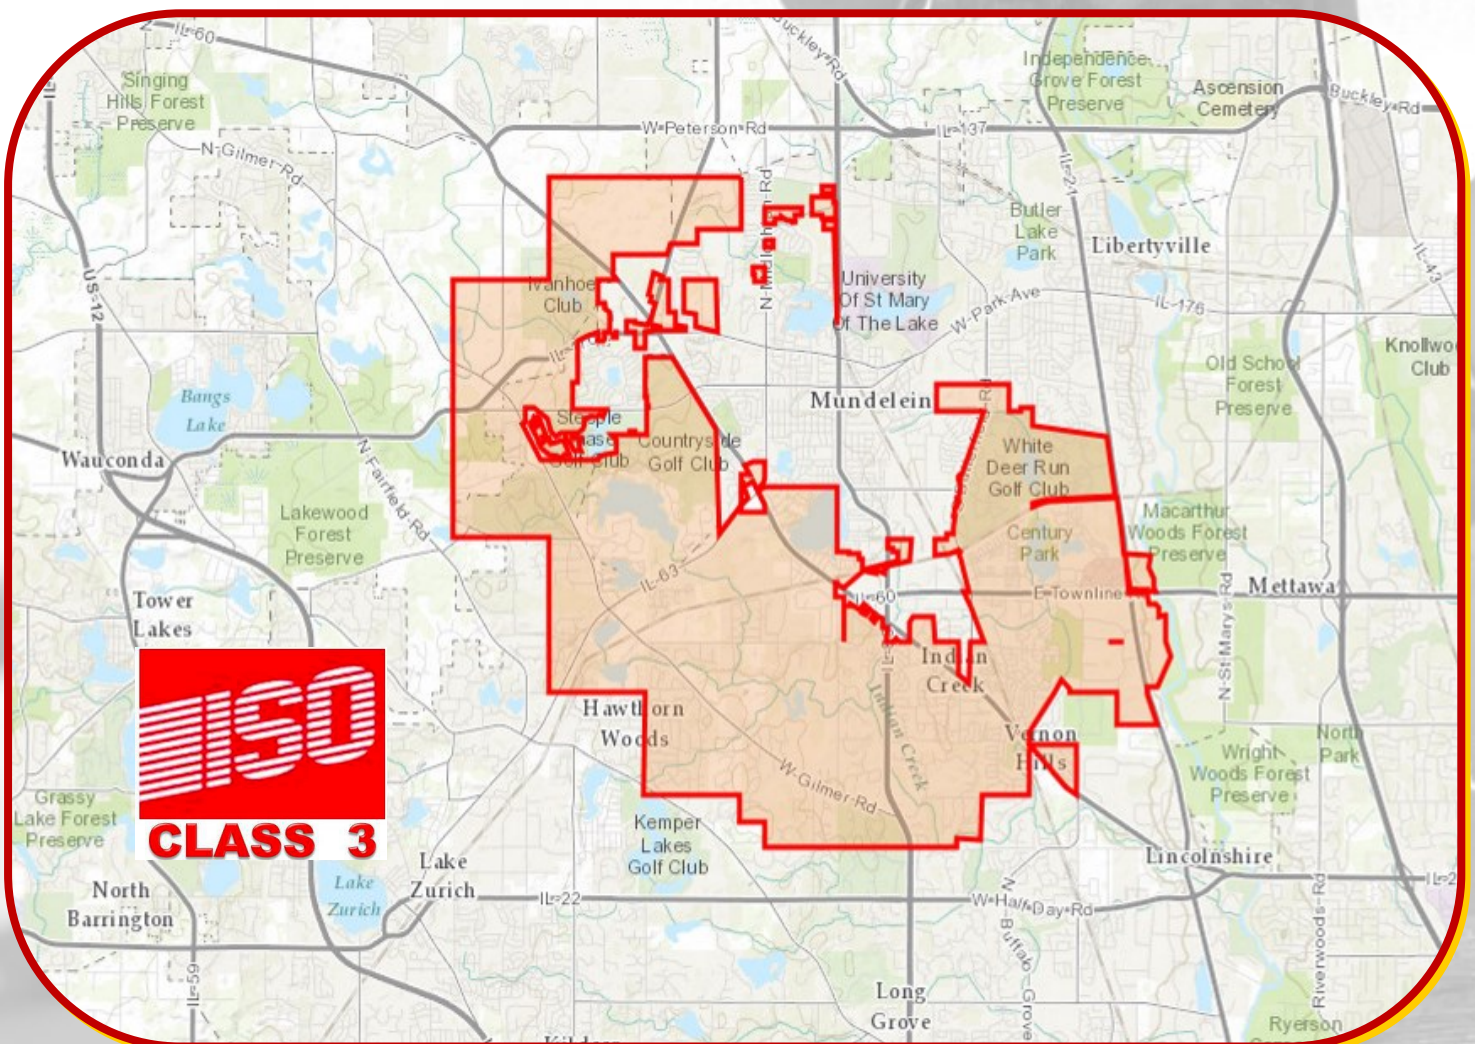 IL-60
Buckley Rd
Singing
Hills Forest
Preserve
Independence
Grove Forest
Preserve
Ascension
Cemetery
Buckley Rd
W Peterson Rd
IL-137
N Gilmer Rd
IL-21
N Midlothian Rd
Butler
Lake
Park
Libertyville
IL-43
US-12
Ivanhoe
Club
University
Of St Mary
Of The Lake
W Park Ave
IL-176
Knollwo
Club
Old School
Forest
Preserve
Bangs
Lake
Mundelein
Steeple
Chase
Golf Club
Countryside
Golf Club
White
Deer Run
Golf Club
Wauconda
N Fairfield Rd
Lakewood
Forest
Preserve
Macarthur
Woods Forest
Preserve
Century
Park
IL-63
IL-60
E Townline
Mettawa
Tower
Lakes
N St Marys Rd
Indian
Creek
Indian Creek
Hawthorn
Woods
Vernon
Hills
North
Park
Wright
Woods Forest
Preserve
ISO
CLASS 3
W Gilmer Rd
Grassy
Lake Forest
Preserve
Kemper
Lakes
Golf Club
Lake
Zurich
Lincolnshire
IL-2
Lake
Zurich
North
Barrington
IL-22
W Half Day Rd
N Buffalo Grove
Riverwoods Rd
IL-59
Long
Grove
Ryerson